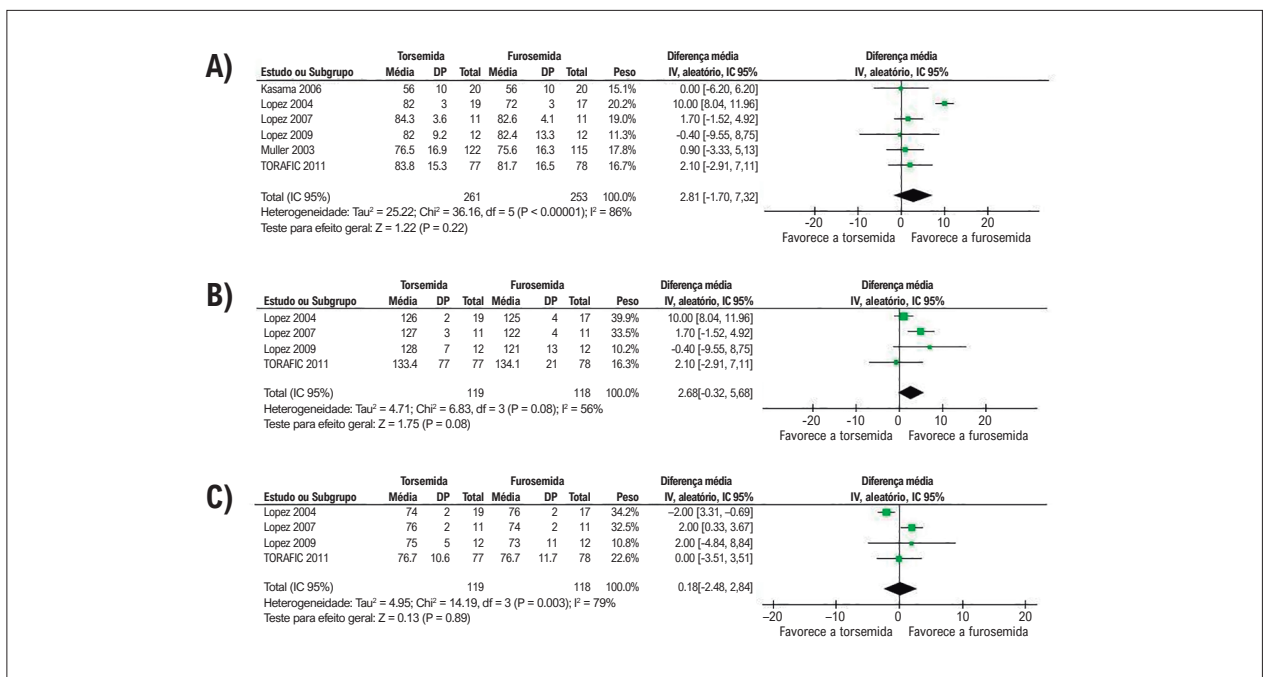 A)
Torsemida Furosemida Diferença média Diferença média
Estudo ou Subgrupo Média DP Total Média DP Total Peso IV, aleatório, IC 95% IV, aleatório, IC 95%
Kasama 2006 56 10 20 56 10 20 15.1% 0.00 [-6.20, 6.20)
Lopez 2004 82 3 19 72 3 17 20.2% 10.00 [8.04, 11.96]
Lopez 2007 84.3 3.6 11 82.6 4.1 11 19.0% 1.70 [-1.52, 4.92]
Lopez 2009 82 9.2 12 82.4 13.3 12 11.3% -0.40 [-9.55, 8,75]
Muller 2003 76.5 16.9 122 75.6 16.3 115 17.8% 0.90 [-3.33, 5,13]
TORAFIC 2011 83.8 15.3 77 81.7 16.5 78 16.7% 2.10 [-2.91, 7,11]
Total (IC 95%) 261 253 100.0% 2.81 [-1.70, 7,32]
Heterogeneidade: Tau² = 25.22; Chi² = 36.16, df = 5 (P < 0.00001); I² = 86%
Teste para efeito geral: Z = 1.22 (P = 0.22)
-20 -10 0 10 20
Favorece a torsemida Favorece a furosemida
B)
Torsemida Furosemida Diferença média Diferença média
Estudo ou Subgrupo Média DP Total Média DP Total Peso IV, aleatório, IC 95% IV, aleatório, IC 95%
Lopez 2004 126 2 19 125 4 17 39.9% 10.00 [8.04, 11.96]
Lopez 2007 127 3 11 122 4 11 33.5% 1.70 [-1.52, 4.92]
Lopez 2009 128 7 12 121 13 12 10.2% -0.40 [-9.55, 8,75]
TORAFIC 2011 133.4 77 77 134.1 21 78 16.3% 2.10 [-2.91, 7,11]
Total (IC 95%) 119 118 100.0% 2.68[-0.32, 5,68]
Heterogeneidade: Tau² = 4.71; Chi² = 6.83, df = 3 (P = 0.08); I² = 56%
Teste para efeito geral: Z = 1.75 (P = 0.08)
-20 -10 0 10 20
Favorece a torsemida Favorece a furosemida
C)
Torsemida Furosemida Diferença média Diferença média
Estudo ou Subgrupo Média DP Total Média DP Total Peso IV, aleatório, IC 95% IV, aleatório, IC 95%
Lopez 2004 74 2 19 76 2 17 34.2% −2.00 [3.31, -0.69]
Lopez 2007 76 2 11 74 2 11 32.5% 2.00 [0.33, 3.67]
Lopez 2009 75 5 12 73 11 12 10.8% 2.00 [-4.84, 8,84]
TORAFIC 2011 76.7 10.6 77 76.7 11.7 78 22.6% 0.00 [-3.51, 3,51]
Total (IC 95%) 119 118 100.0% 0.18[-2.48, 2,84]
Heterogeneidade: Tau² = 4.95; Chi² = 14.19, df = 3 (P = 0.003); I² = 79%
Teste para efeito geral: Z = 0.13 (P = 0.89)
−20 −10 0 10 20
Favorece a torsemida Favorece a furosemida